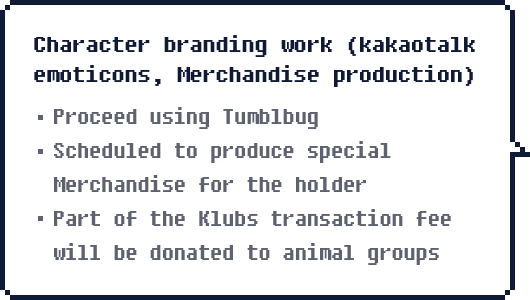 Character branding work (kakaotalk
emoticons, Merchandise production)
· Proceed using Tumblbug
· Scheduled to produce special
Merchandise for the holder
· Part of the Klubs transaction fee
will be donated to animal groups